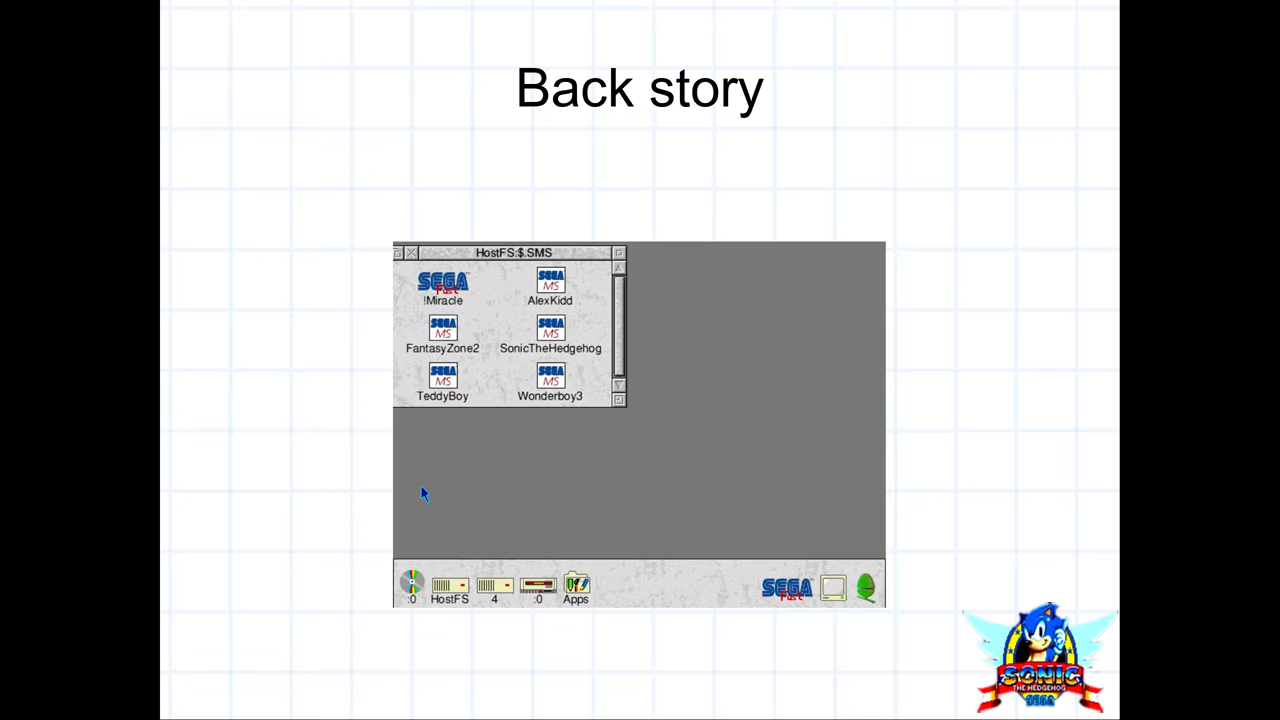 Back story
HostFS:$.SMS
SEGA
Fast
!Miracle
SEGA
MS
AlexKidd
SEGA
MS
FantasyZone2
SEGA
MS
SonicTheHedgehog
SEGA
MS
TeddyBoy
SEGA
MS
Wonderboy3
:0
HostFS
4
:0
Apps
SEGA
Fast
SONIC
THE HEDGEHOG
SEGA